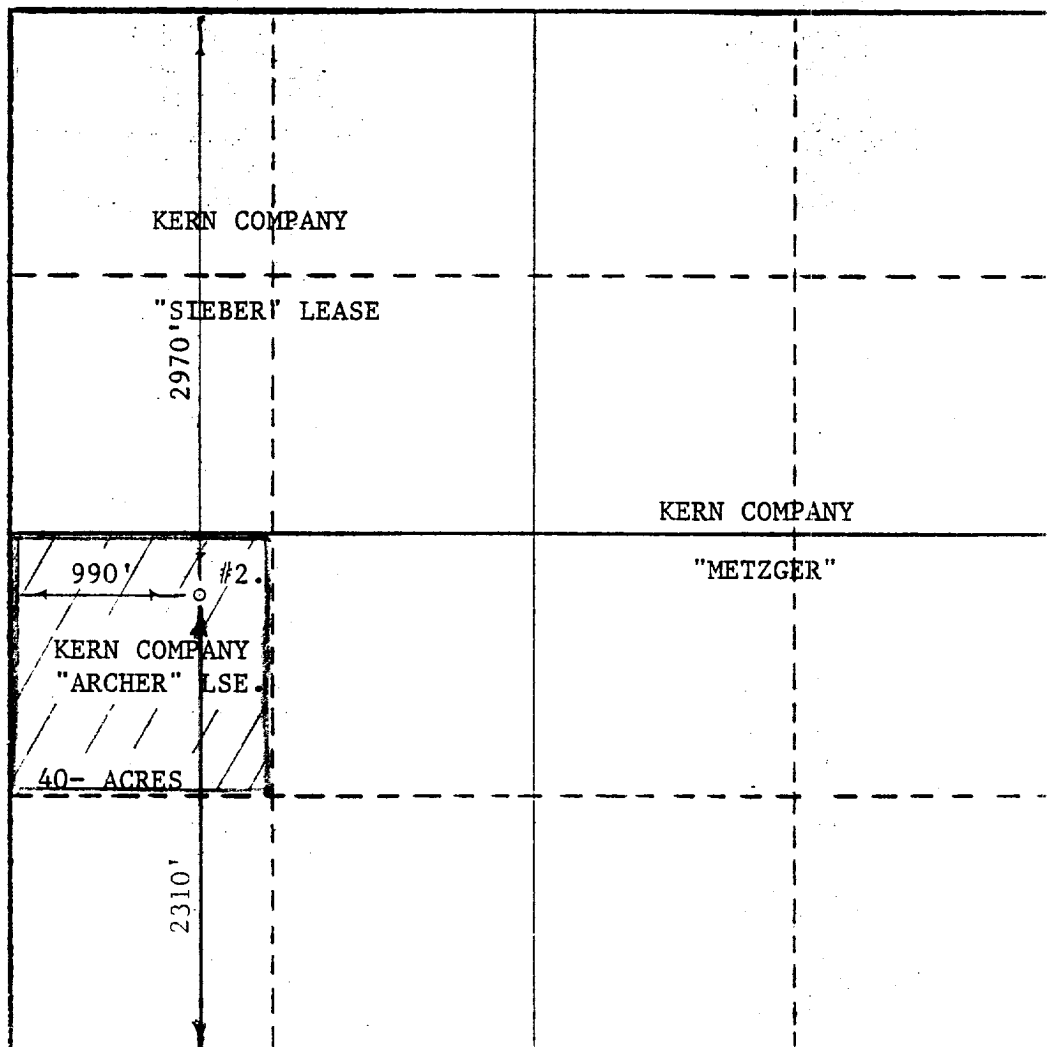 KERN COMPANY
"SIEBER" LEASE
2970'
KERN COMPANY
"METZGER"
990' #2.
KERN COMPANY
"ARCHER" LSE.
40- ACRES
2310'